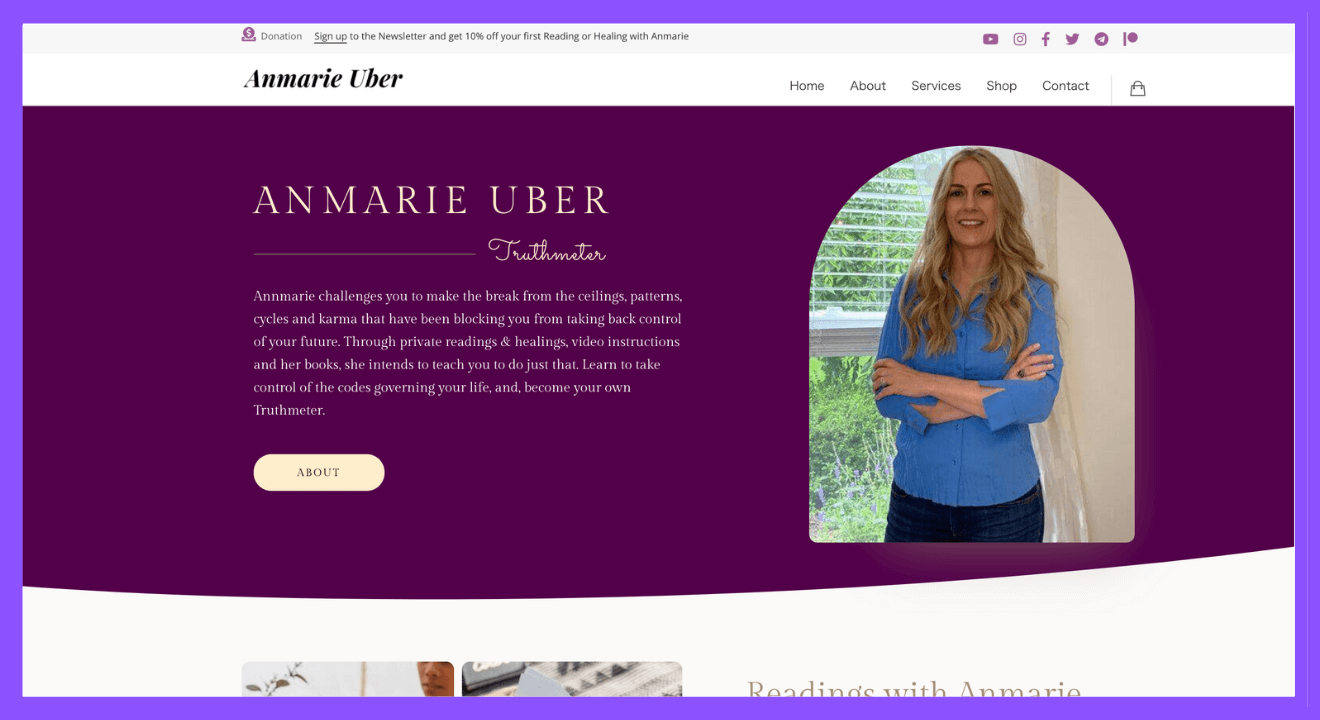 Donation
Sign up to the Newsletter and get 10% off your first Reading or Healing with Anmarie
Anmarie Uber
Home About Services Shop Contact
ANMARIE UBER
Truthmeter
Annmarie challenges you to make the break from the ceilings, patterns,
cycles and karma that have been blocking you from taking back control
of your future. Through private readings & healings, video instructions
and her books, she intends to teach you to do just that. Learn to take
control of the codes governing your life, and, become your own
Truthmeter.
ABOUT
Readings with Anmarie